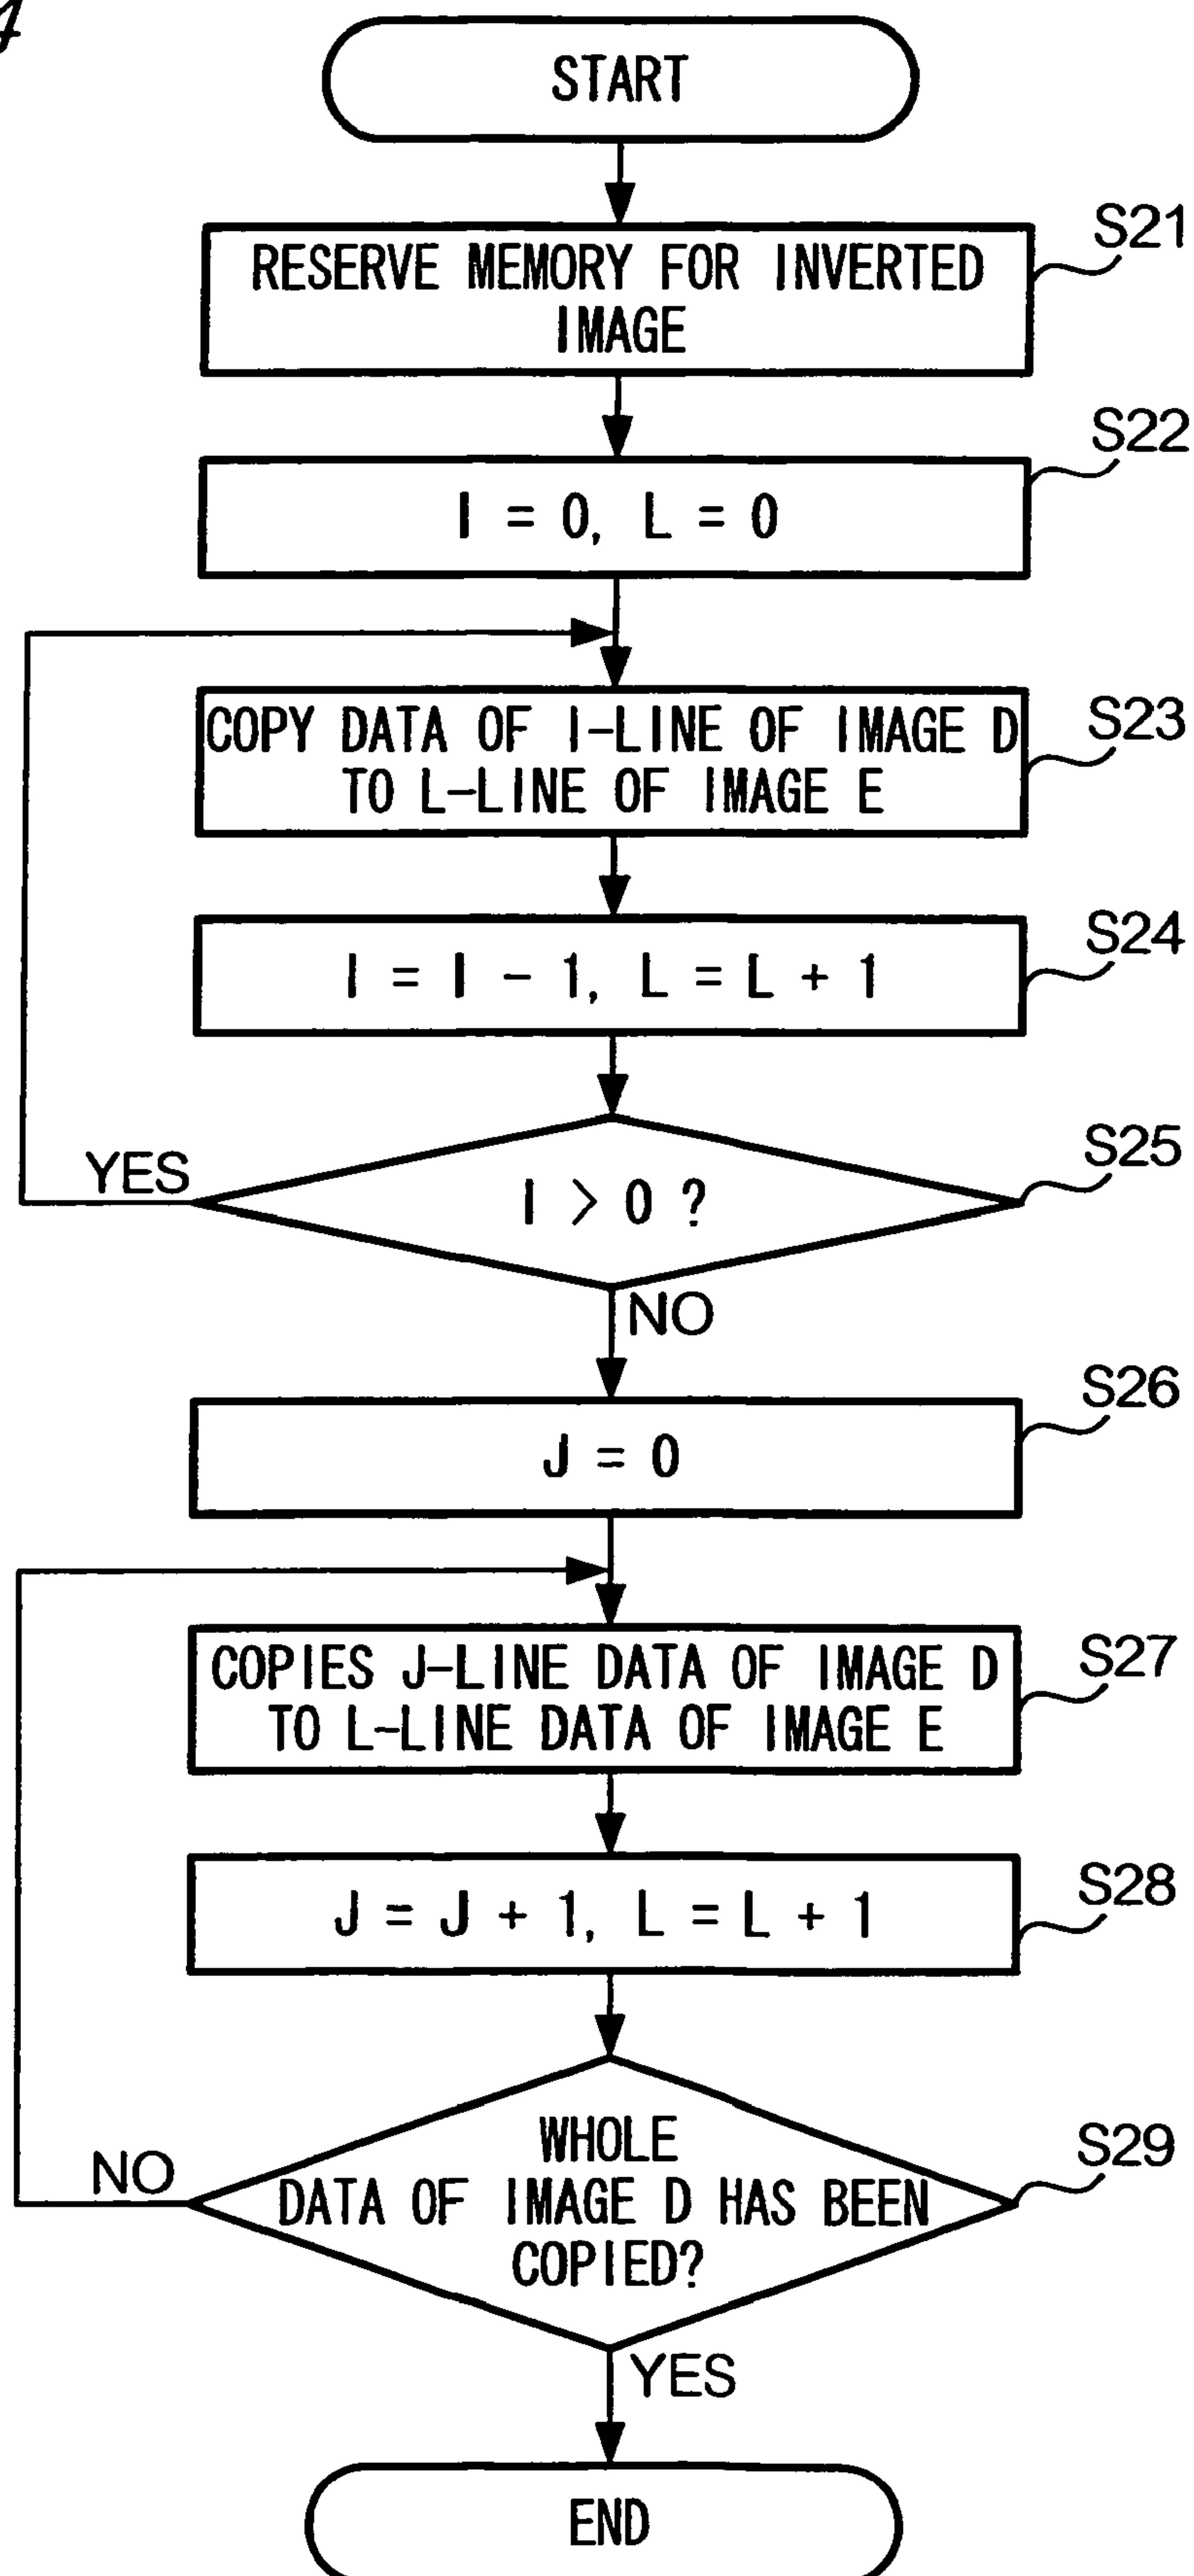 4
START
S21
RESERVE MEMORY FOR INVERTED
IMAGE
S22
I = 0, L = 0
S23
COPY DATA OF I-LINE OF IMAGE D
TO L-LINE OF IMAGE E
S24
I = I - 1, L = L + 1
S25
YES
I > 0 ?
NO
S26
J = 0
S27
COPIES J-LINE DATA OF IMAGE D
TO L-LINE DATA OF IMAGE E
S28
J = J + 1, L = L + 1
S29
NO
WHOLE
DATA OF IMAGE D HAS BEEN
COPIED?
YES
END